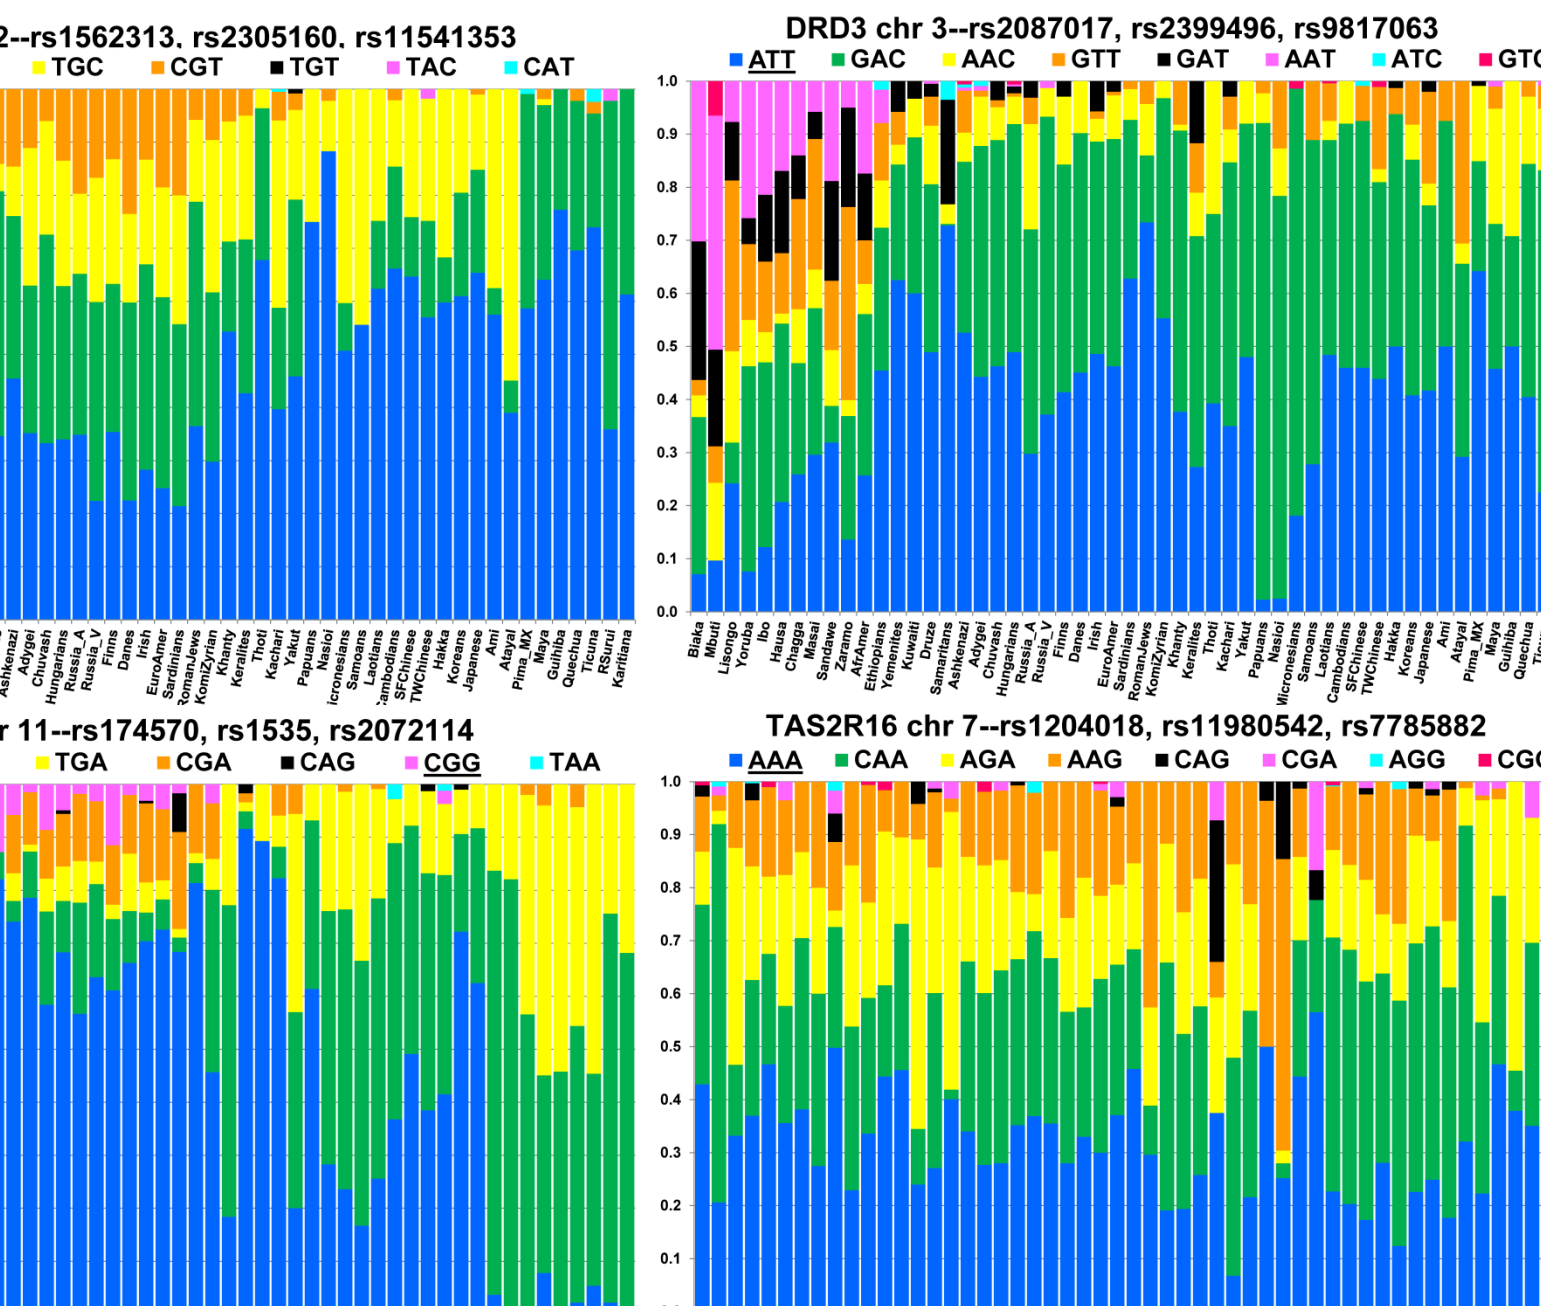 2--rs1562313, rs2305160, rs11541353
TGC CGT TGT TAC CAT
Ashkenazi Adygei Chuvash Hungarians Russia_A Russia_V Finns Danes Irish EuroAmer Sardinians RomanJews KomiZyrian Khanty Keralites Thoti Kachari Yakut Papuans Nasioi icronesians Samoans Laotians Cambodians SFChinese TWChinese Hakka Koreans Japanese Ami Atayal Pima_MX Maya Guihiba Quechua Ticuna RSurui Karitiana
DRD3 chr 3--rs2087017, rs2399496, rs9817063
ATT GAC AAC GTT GAT AAT ATC GTC
1.0
0.9
0.8
0.7
0.6
0.5
0.4
0.3
0.2
0.1
0.0
Biaka Mbuti Lisongo Yoruba Ibo Hausa Chagga Masai Sandawe Zaramo AfrAmer Ethiopians Yemenites Kuwaiti Druze Samaritans Ashkenazi Adygei Chuvash Hungarians Russia_A Russia_V Finns Danes Irish EuroAmer Sardinians RomanJews KomiZyrian Khanty Keralites Thoti Kachari Yakut Papuans Nasioi Micronesians Samoans Laotians Cambodians SFChinese TWChinese Hakka Koreans Japanese Ami Atayal Pima_MX Maya Guihiba Quechua
r 11--rs174570, rs1535, rs2072114
TGA CGA CAG CGG TAA
TAS2R16 chr 7--rs1204018, rs11980542, rs7785882
AAA CAA AGA AAG CAG CGA AGG CGG
1.0
0.9
0.8
0.7
0.6
0.5
0.4
0.3
0.2
0.1